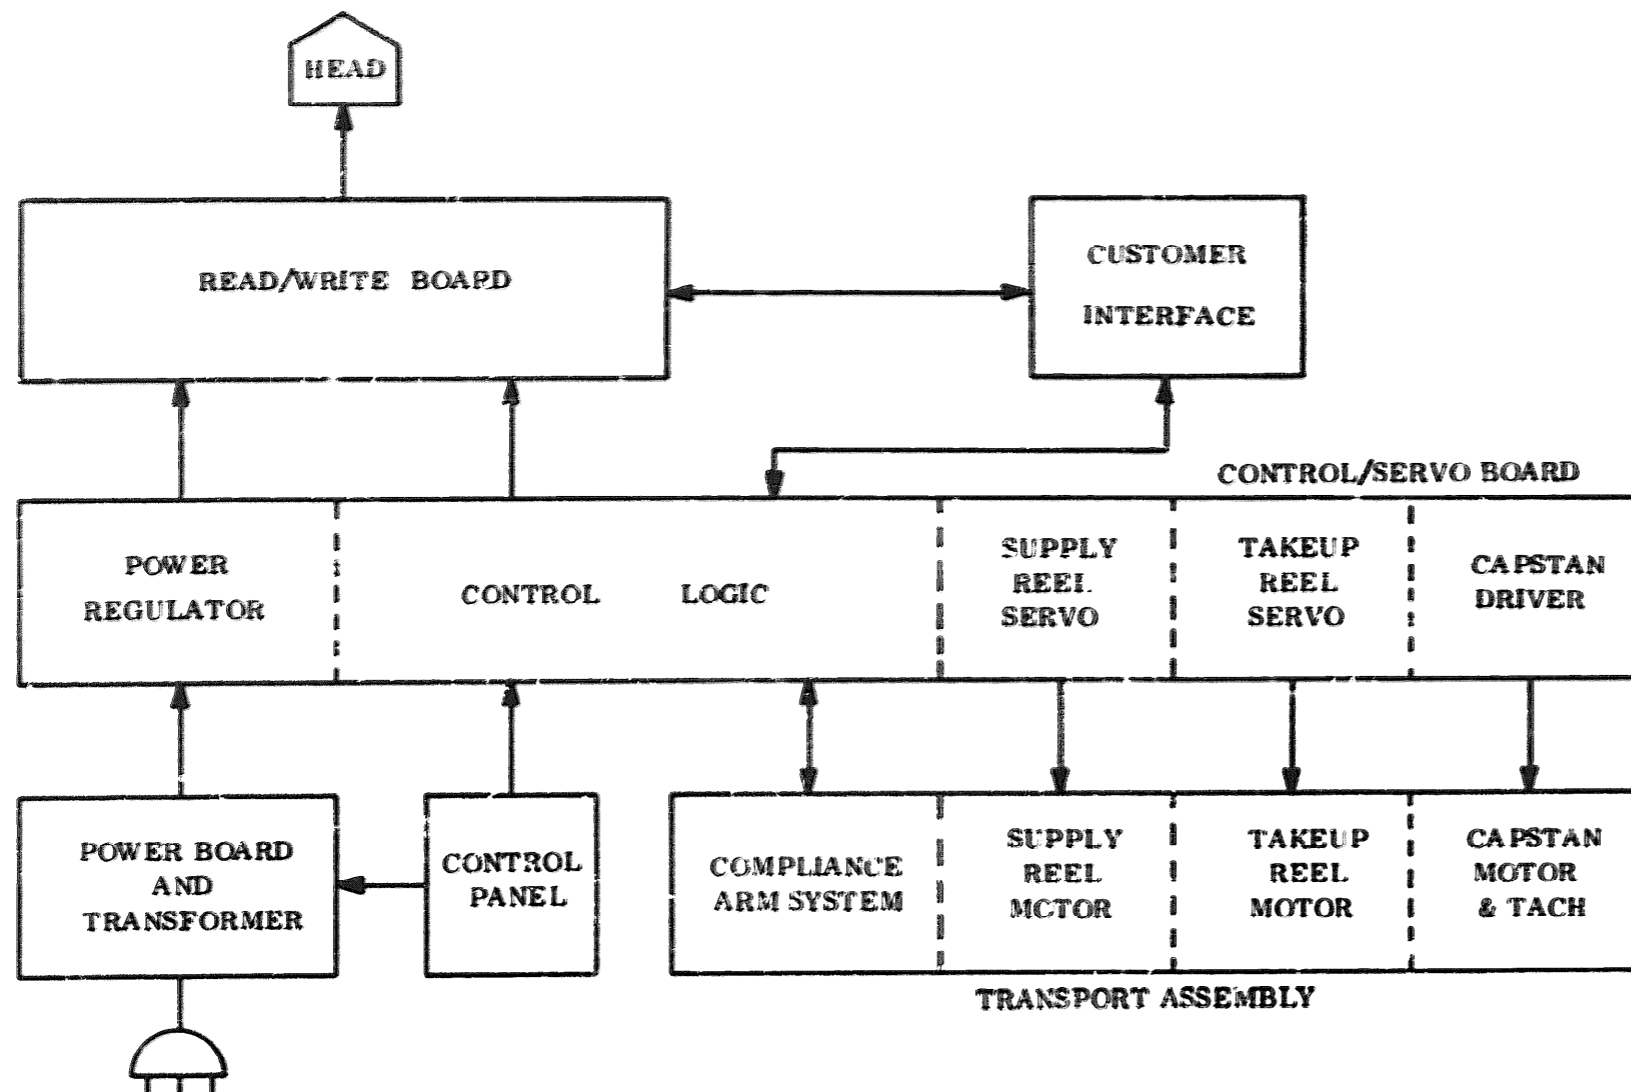 HEAD
READ/WRITE BOARD
CUSTOMER
INTERFACE
CONTROL/SERVO BOARD
POWER
REGULATOR
CONTROL LOGIC
SUPPLY
REEL
SERVO
TAKEUP
REEL
SERVO
CAPSTAN
DRIVER
POWER BOARD
AND
TRANSFORMER
CONTROL
PANEL
COMPLIANCE
ARM SYSTEM
SUPPLY
REEL
MOTOR
TAKEUP
REEL
MOTOR
CAPSTAN
MOTOR
& TACH
TRANSPORT ASSEMBLY